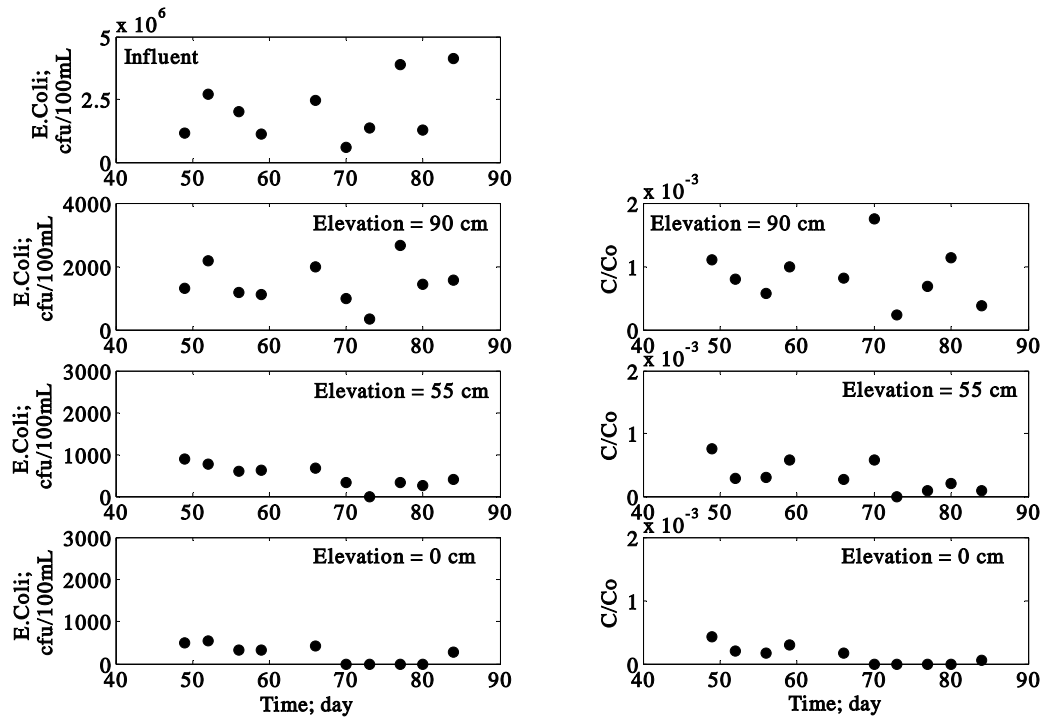 x 10⁶
5
Influent
2.5
0
E.Coli;
cfu/100mL
40 50 60 70 80 90
4000
Elevation = 90 cm
2000
0
E.Coli;
cfu/100mL
40 50 60 70 80 90
3000
Elevation = 55 cm
2000
1000
0
E.Coli;
cfu/100mL
40 50 60 70 80 90
3000
Elevation = 0 cm
2000
1000
0
E.Coli;
cfu/100mL
40 50 60 70 80 90
Time; day
x 10⁻³
2
Elevation = 90 cm
1
0
C/Co
40 50 60 70 80 90
x 10⁻³
2
Elevation = 55 cm
1
0
C/Co
40 50 60 70 80 90
x 10⁻³
2
Elevation = 0 cm
1
0
C/Co
40 50 60 70 80 90
Time; day